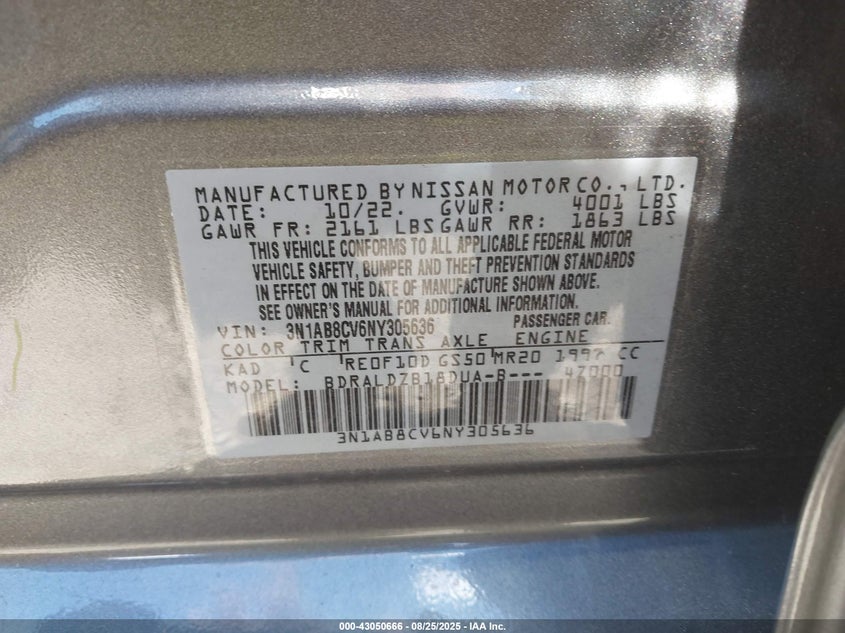 MANUFACTURED BY NISSAN MOTOR CO., LTD.
DATE: 10/22. GVWR: 4001 LBS
GAWR FR: 2161 LBS GAWR RR: 1863 LBS
THIS VEHICLE CONFORMS TO ALL APPLICABLE FEDERAL MOTOR
VEHICLE SAFETY, BUMPER AND THEFT PREVENTION STANDARDS
IN EFFECT ON THE DATE OF MANUFACTURE SHOWN ABOVE.
SEE OWNER'S MANUAL FOR ADDITIONAL INFORMATION.
VIN: 3N1AB8CV6NY305636 PASSENGER CAR.
COLOR TRIM TRANS AXLE ENGINE
KAD C RE0F10D GS50 MR20 1997 CC
MODEL: BDRALDZB18DUA-B--- 47000
3N1AB8CV6NY305636
000-43050666 - 08/25/2025 - IAA Inc.